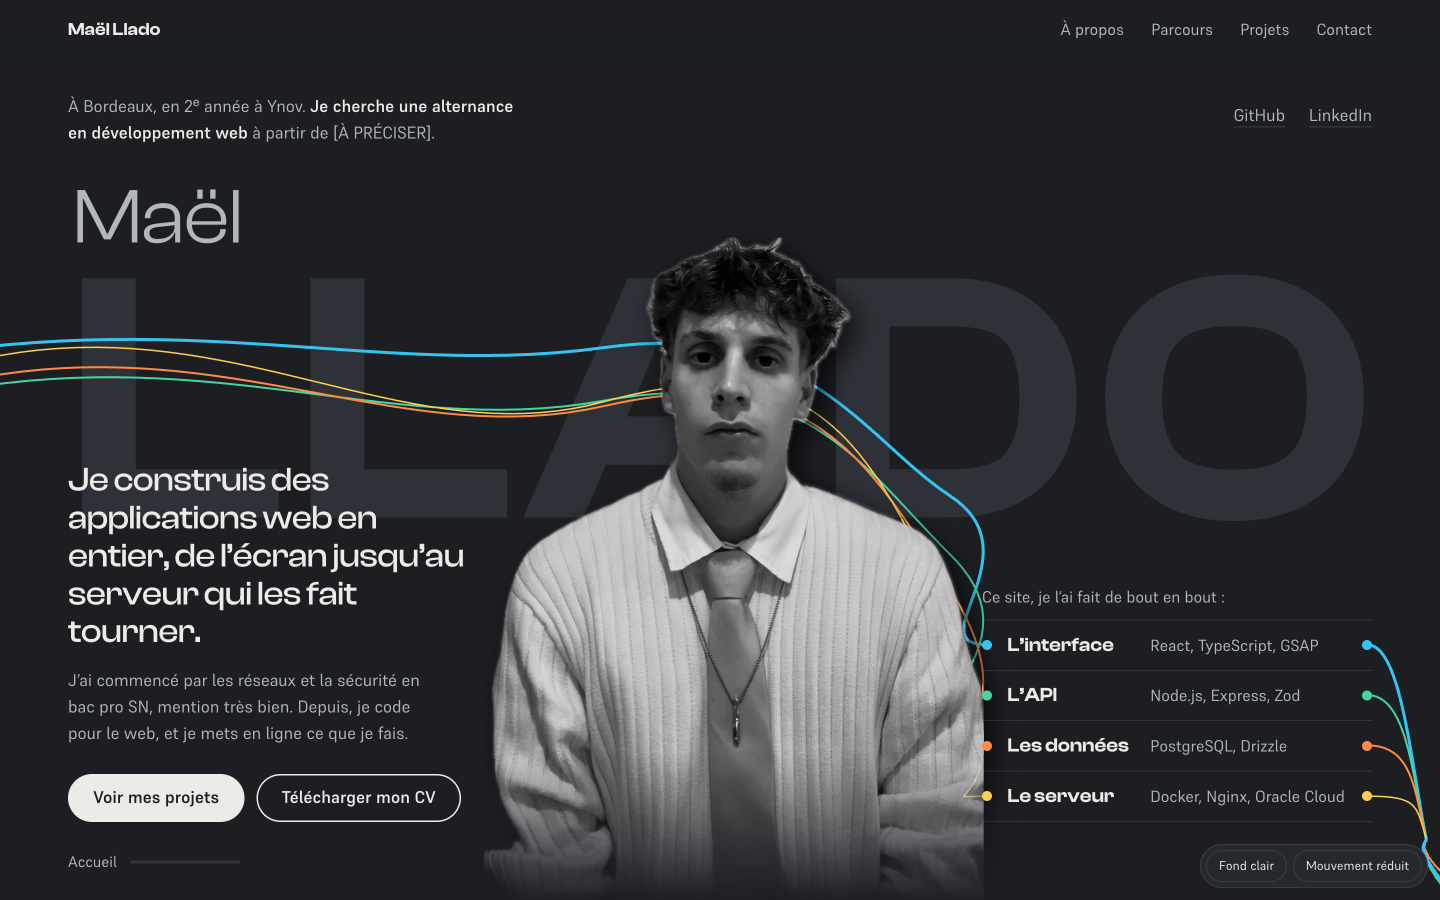 Maël Llado
À propos
Parcours
Projets
Contact
À Bordeaux, en 2ᵉ année à Ynov. Je cherche une alternance
en développement web à partir de [À PRÉCISER].
GitHub
LinkedIn
Maël
LLADO
Je construis des
applications web en
entier, de l’écran jusqu’au
serveur qui les fait
tourner.
J’ai commencé par les réseaux et la sécurité en
bac pro SN, mention très bien. Depuis, je code
pour le web, et je mets en ligne ce que je fais.
Voir mes projets
Télécharger mon CV
Ce site, je l’ai fait de bout en bout :
L’interface
React, TypeScript, GSAP
L’API
Node.js, Express, Zod
Les données
PostgreSQL, Drizzle
Le serveur
Docker, Nginx, Oracle Cloud
Accueil
Fond clair
Mouvement réduit